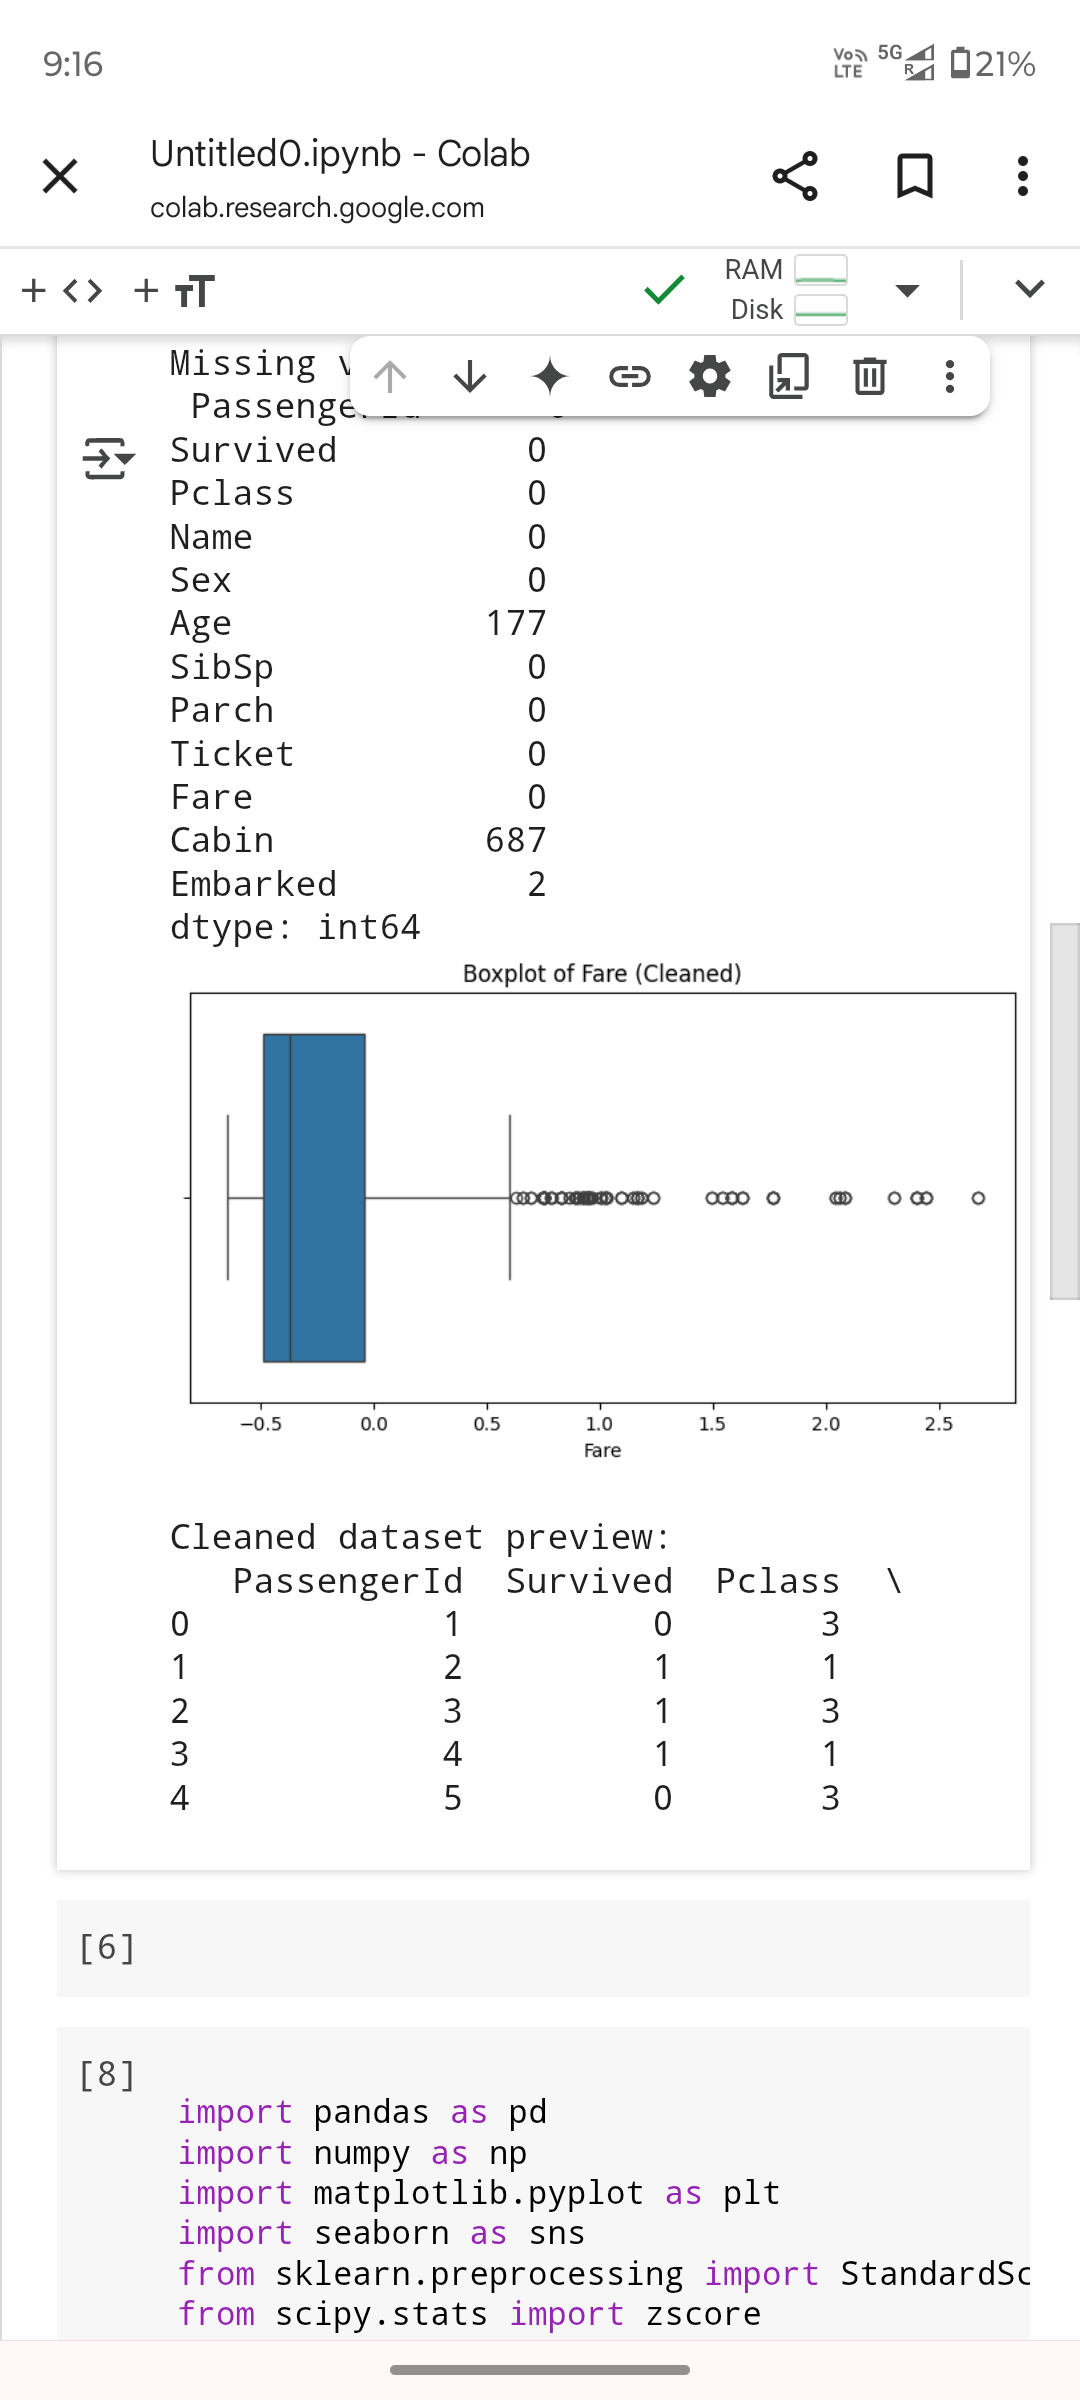 9:16
Vo)) LTE 5G R 21%
Untitled0.ipynb - Colab
colab.research.google.com
+ <> + TT
RAM
Disk
Missing
Survived 0
Pclass 0
Name 0
Sex 0
Age 177
SibSp 0
Parch 0
Ticket 0
Fare 0
Cabin 687
Embarked 2
dtype: int64
Boxplot of Fare (Cleaned)
−0.5 0.0 0.5 1.0 1.5 2.0 2.5
Fare
Cleaned dataset preview:
PassengerId Survived Pclass \
0 1 0 3
1 2 1 1
2 3 1 3
3 4 1 1
4 5 0 3
[6]
[8]
import pandas as pd
import numpy as np
import matplotlib.pyplot as plt
import seaborn as sns
from sklearn.preprocessing import StandardSc
from scipy.stats import zscore